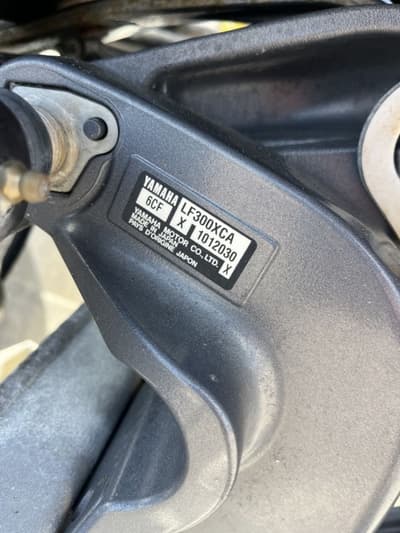 YAMAHA LF300XCA
6CF X 1012030 X
YAMAHA MOTOR CO., LTD.
MADE IN JAPAN
PAYS D'ORIGINE JAPON